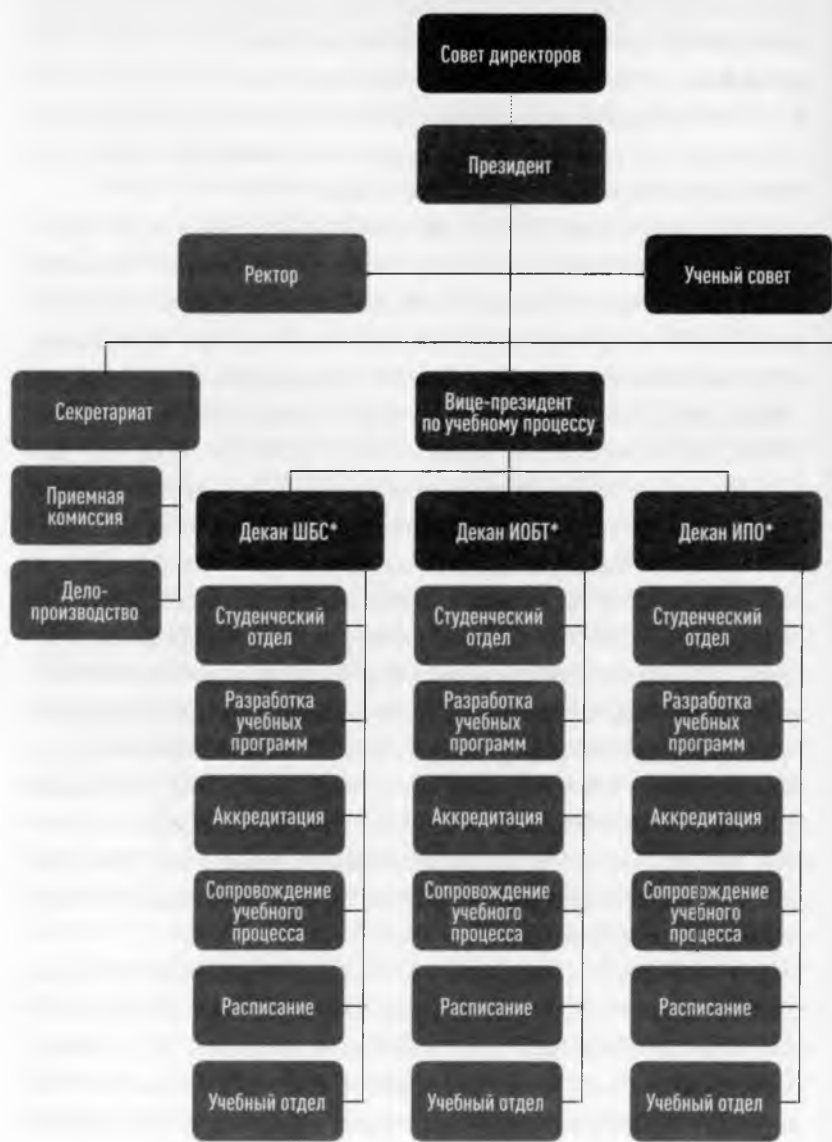 Совет директоров
Президент
Ректор
Ученый совет
Секретариат
Вице-президент
по учебному процессу
Приемная
комиссия
Дело-
производство
Декан ШБС*
Декан ИОБТ*
Декан ИПО*
Студенческий
отдел
Студенческий
отдел
Студенческий
отдел
Разработка
учебных
программ
Разработка
учебных
программ
Разработка
учебных
программ
Аккредитация
Аккредитация
Аккредитация
Сопровождение
учебного
процесса
Сопровождение
учебного
процесса
Сопровождение
учебного
процесса
Расписание
Расписание
Расписание
Учебный отдел
Учебный отдел
Учебный отдел